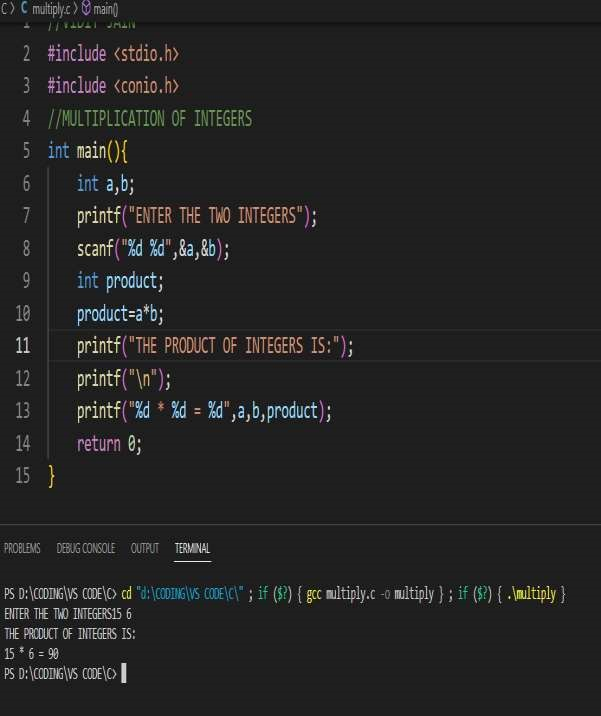 C > C multiply.c > main()
1 //VIDIT JAIN
2 #include <stdio.h>
3 #include <conio.h>
4 //MULTIPLICATION OF INTEGERS
5 int main(){
6 int a,b;
7 printf("ENTER THE TWO INTEGERS");
8 scanf("%d %d",&a,&b);
9 int product;
10 product=a*b;
11 printf("THE PRODUCT OF INTEGERS IS:");
12 printf("\n");
13 printf("%d * %d = %d",a,b,product);
14 return 0;
15 }
PROBLEMS DEBUG CONSOLE OUTPUT TERMINAL
PS D:\CODING\VS CODE\C> cd "d:\CODING\VS CODE\C\" ; if ($?) { gcc multiply.c -o multiply } ; if ($?) { .\multiply }
ENTER THE TWO INTEGERS15 6
THE PRODUCT OF INTEGERS IS:
15 * 6 = 90
PS D:\CODING\VS CODE\C>